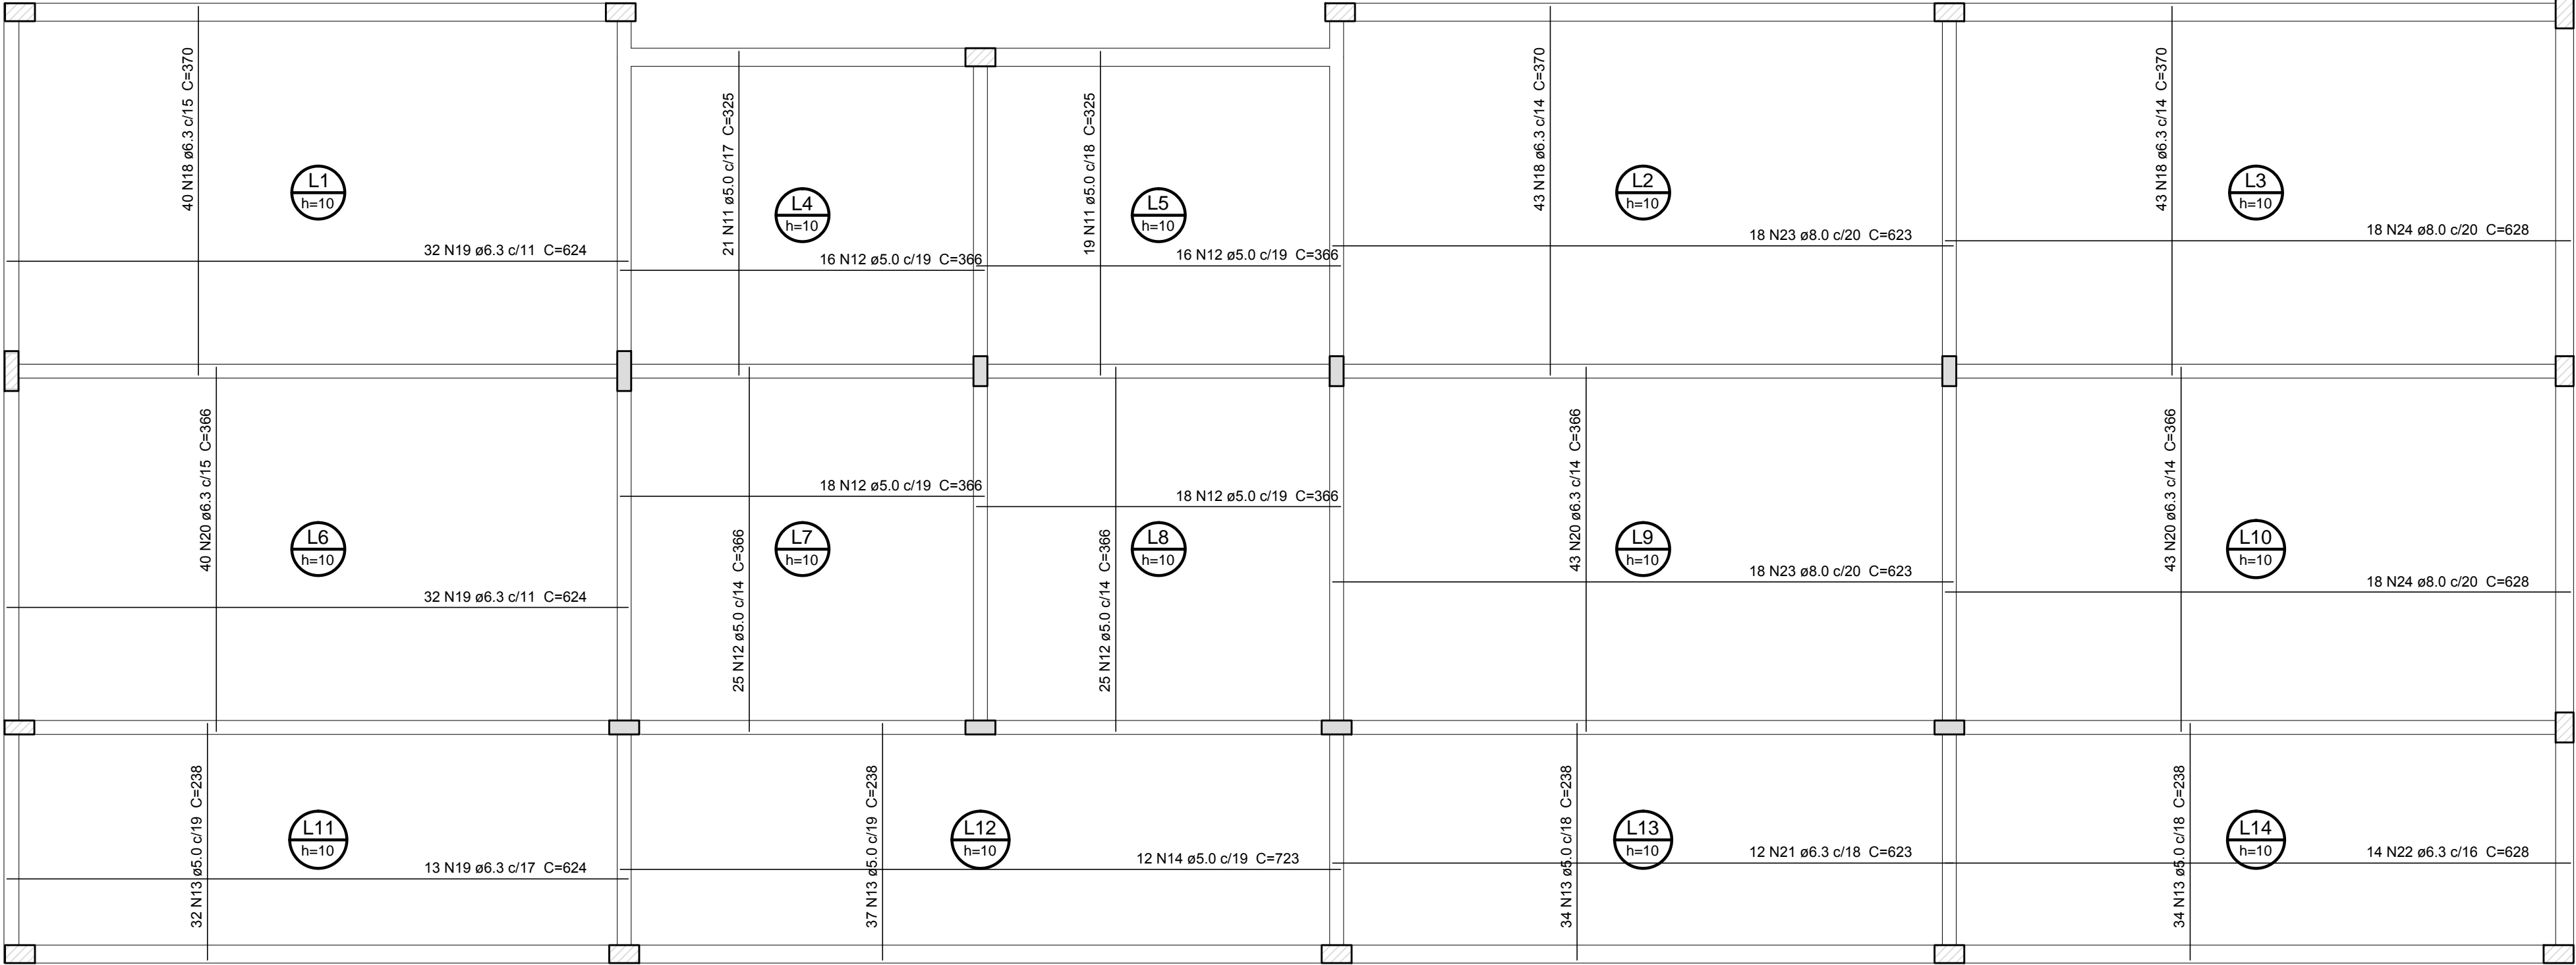 40 N18 ø6.3 c/15  C=370
L1
h=10
32 N19 ø6.3 c/11  C=624
21 N11 ø5.0 c/17  C=325
L4
h=10
16 N12 ø5.0 c/19  C=366
19 N11 ø5.0 c/18  C=325
L5
h=10
16 N12 ø5.0 c/19  C=366
43 N18 ø6.3 c/14  C=370
L2
h=10
18 N23 ø8.0 c/20  C=623
43 N18 ø6.3 c/14  C=370
L3
h=10
18 N24 ø8.0 c/20  C=628
40 N20 ø6.3 c/15  C=366
L6
h=10
32 N19 ø6.3 c/11  C=624
18 N12 ø5.0 c/19  C=366
25 N12 ø5.0 c/14  C=366
L7
h=10
18 N12 ø5.0 c/19  C=366
25 N12 ø5.0 c/14  C=366
L8
h=10
43 N20 ø6.3 c/14  C=366
L9
h=10
18 N23 ø8.0 c/20  C=623
43 N20 ø6.3 c/14  C=366
L10
h=10
18 N24 ø8.0 c/20  C=628
32 N13 ø5.0 c/19  C=238
L11
h=10
13 N19 ø6.3 c/17  C=624
37 N13 ø5.0 c/19  C=238
L12
h=10
12 N14 ø5.0 c/19  C=723
34 N13 ø5.0 c/18  C=238
L13
h=10
12 N21 ø6.3 c/18  C=623
34 N13 ø5.0 c/18  C=238
L14
h=10
14 N22 ø6.3 c/16  C=628